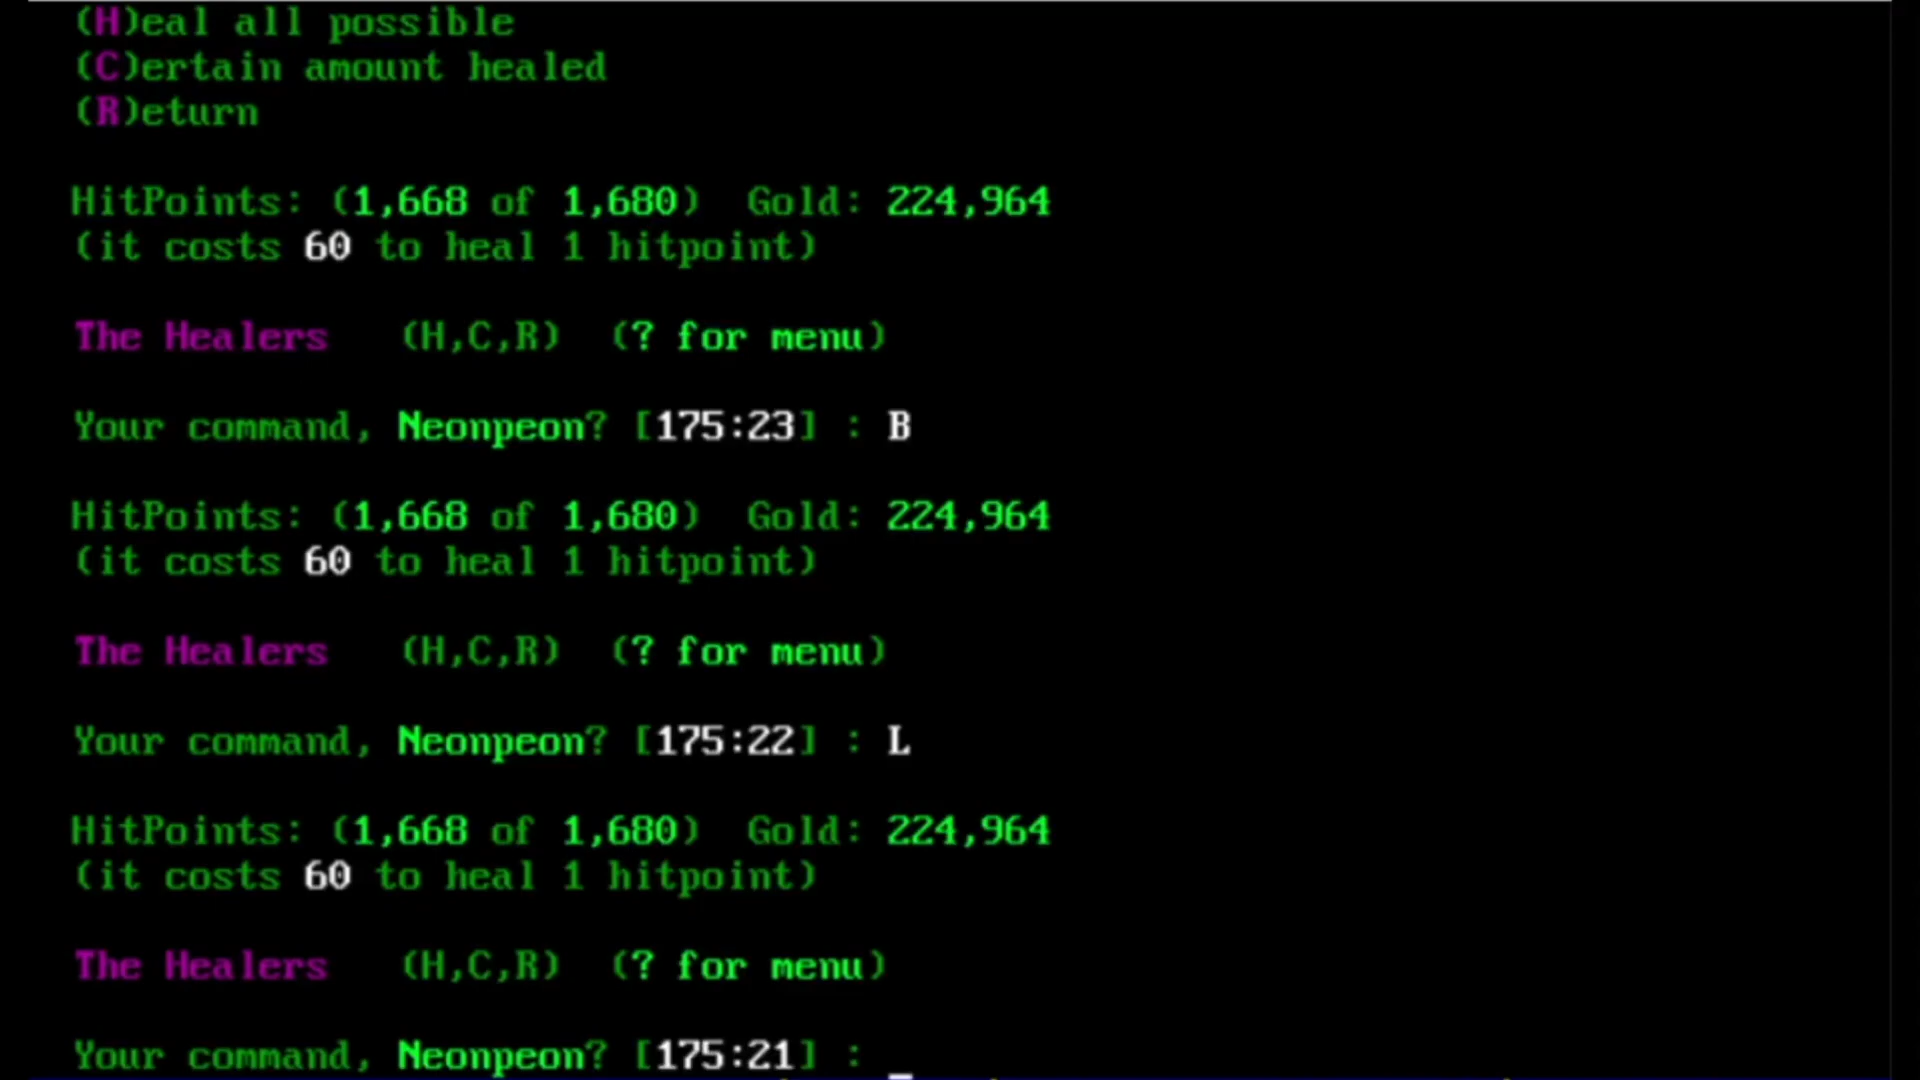 (H)eal all possible
(C)ertain amount healed
(R)eturn
HitPoints: (1,668 of 1,680)  Gold: 224,964
(it costs 60 to heal 1 hitpoint)
The Healers   (H,C,R)  (? for menu)
Your command, Neonpeon? [175:23] : B
HitPoints: (1,668 of 1,680)  Gold: 224,964
(it costs 60 to heal 1 hitpoint)
The Healers   (H,C,R)  (? for menu)
Your command, Neonpeon? [175:22] : L
HitPoints: (1,668 of 1,680)  Gold: 224,964
(it costs 60 to heal 1 hitpoint)
The Healers   (H,C,R)  (? for menu)
Your command, Neonpeon? [175:21] : _